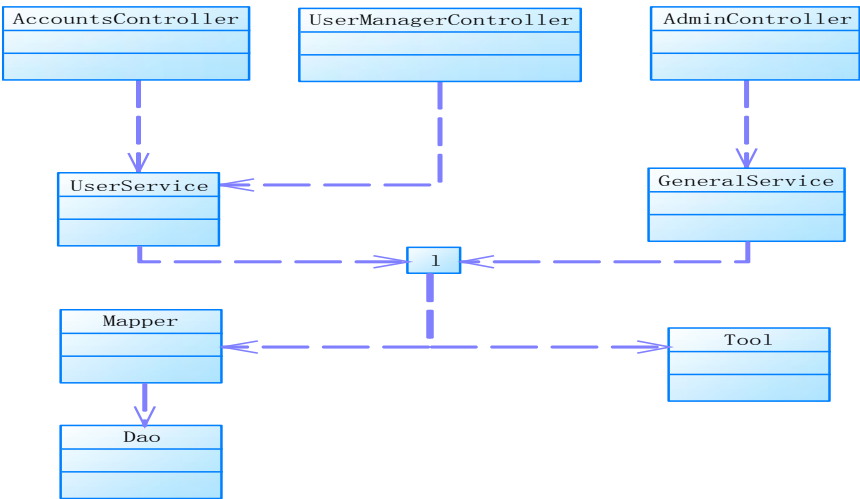 AccountsController
UserManagerController
AdminController
UserService
GeneralService
1
Mapper
Tool
Dao